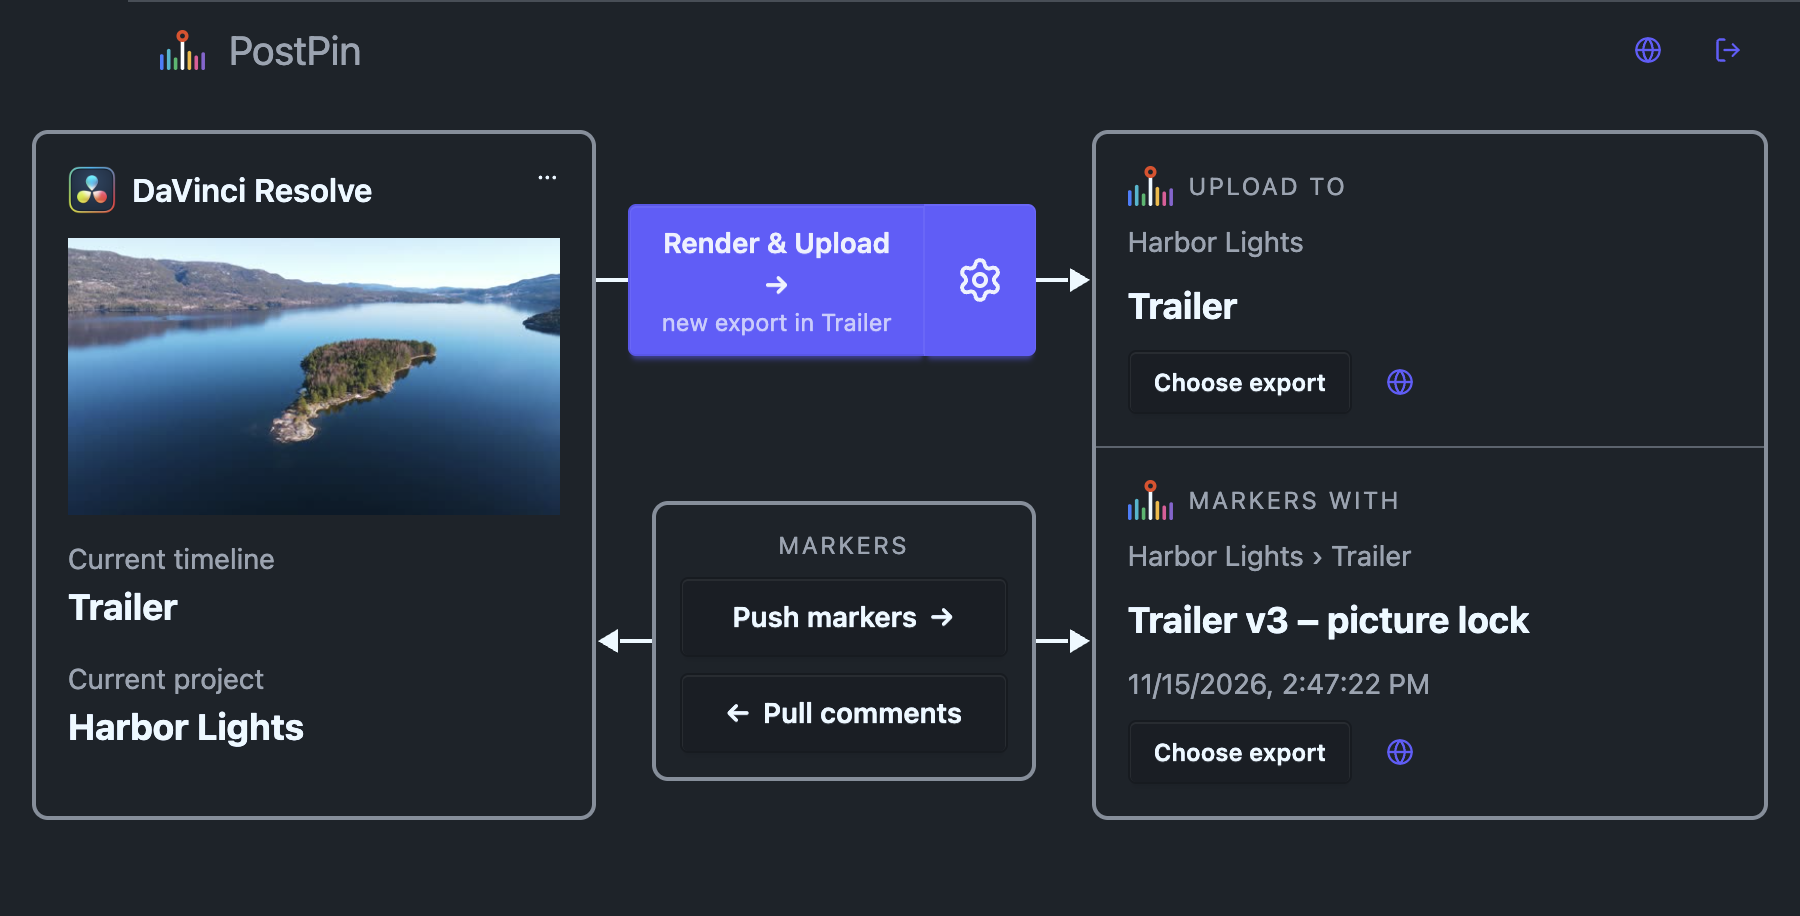 PostPin
DaVinci Resolve
...
Current timeline
Trailer
Current project
Harbor Lights
Render & Upload
→
new export in Trailer
MARKERS
Push markers →
← Pull comments
UPLOAD TO
Harbor Lights
Trailer
Choose export
MARKERS WITH
Harbor Lights › Trailer
Trailer v3 – picture lock
11/15/2026, 2:47:22 PM
Choose export